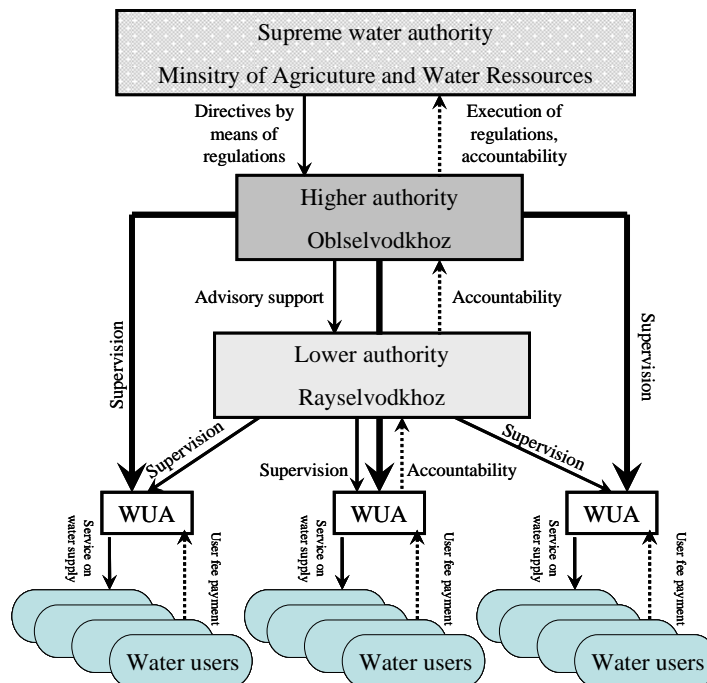 Supreme water authority
Minsitry of Agricuture and Water Ressources
Directives by
means of
regulations
Execution of
regulations,
accountability
Higher authority
Oblselvodkhoz
Advisory support
Accountability
Supervision
Supervision
Lower authority
Rayselvodkhoz
Supervision
Supervision
Accountability
Supervision
WUA
WUA
WUA
Service on
water supply
User fee payment
Service on
water supply
User fee payment
Service on
water supply
User fee payment
Water users
Water users
Water users